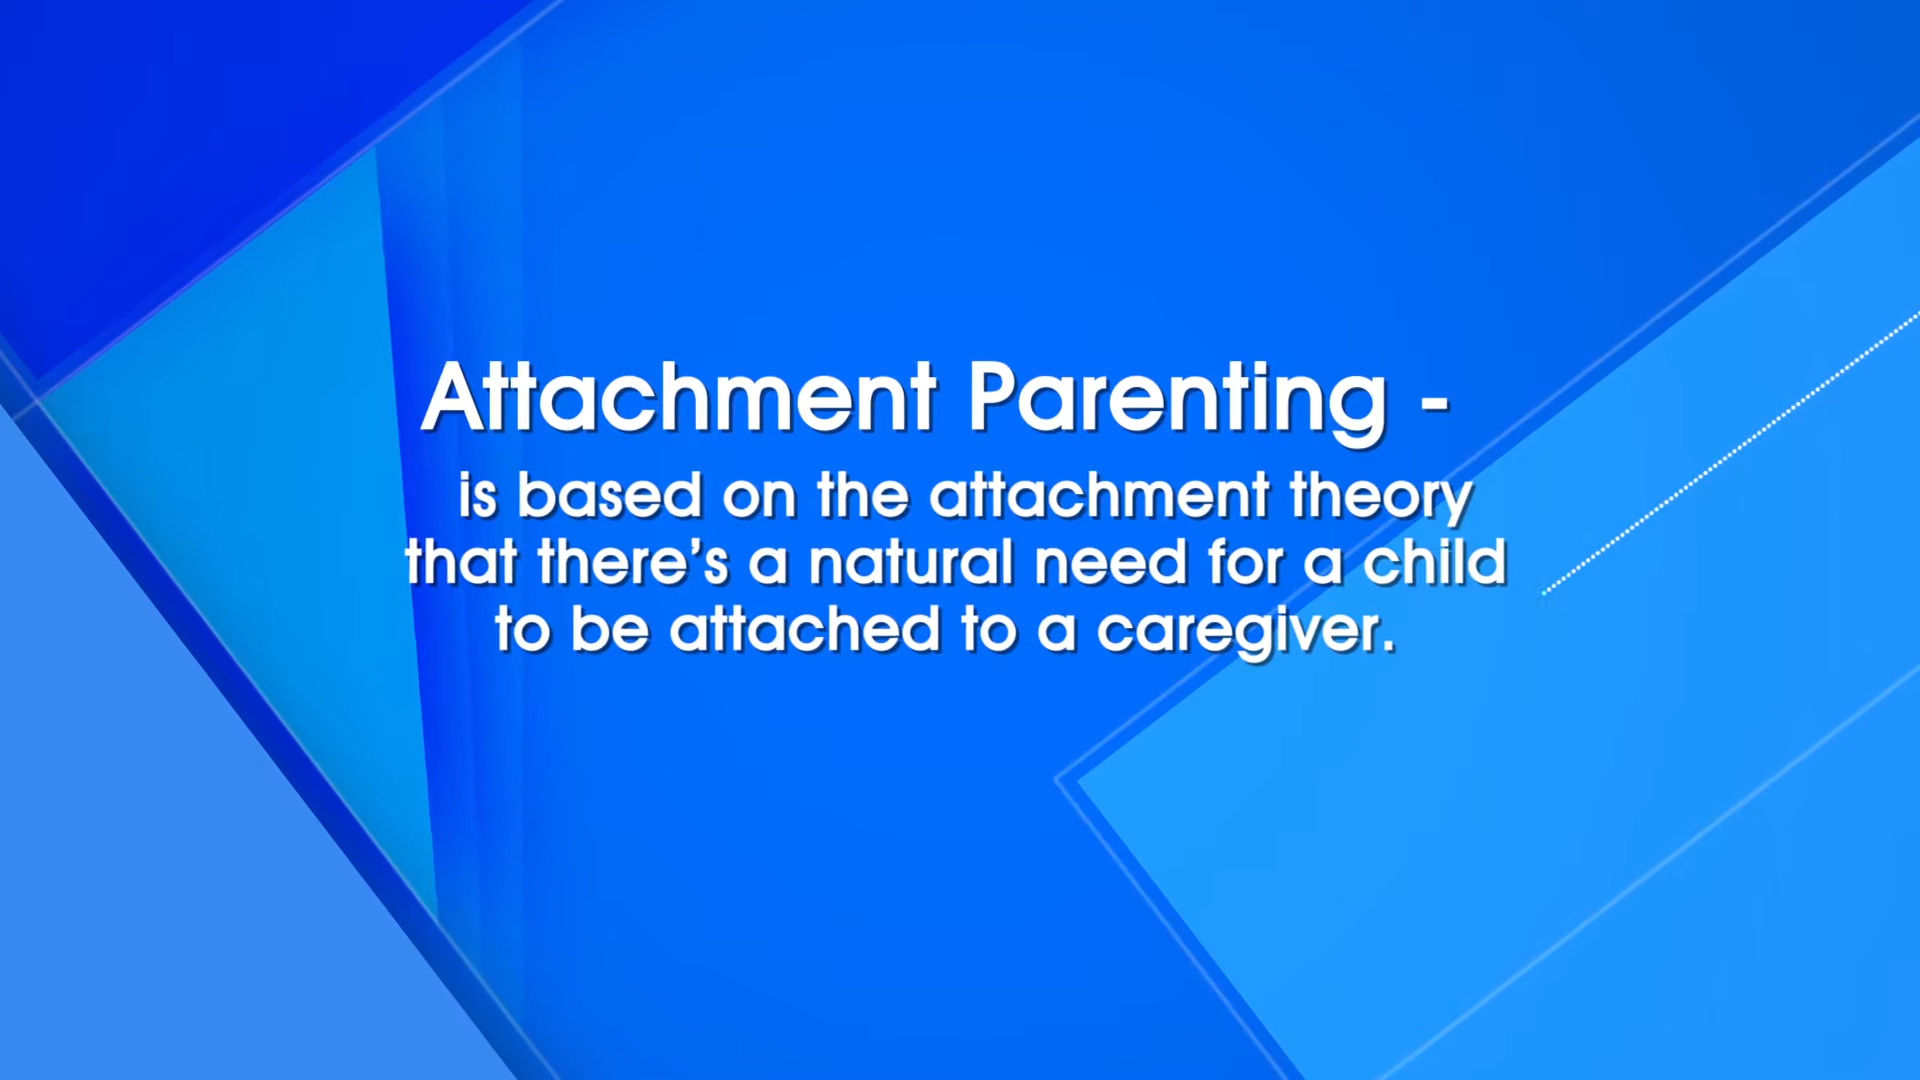 Attachment Parenting -
is based on the attachment theory
that there’s a natural need for a child
to be attached to a caregiver.